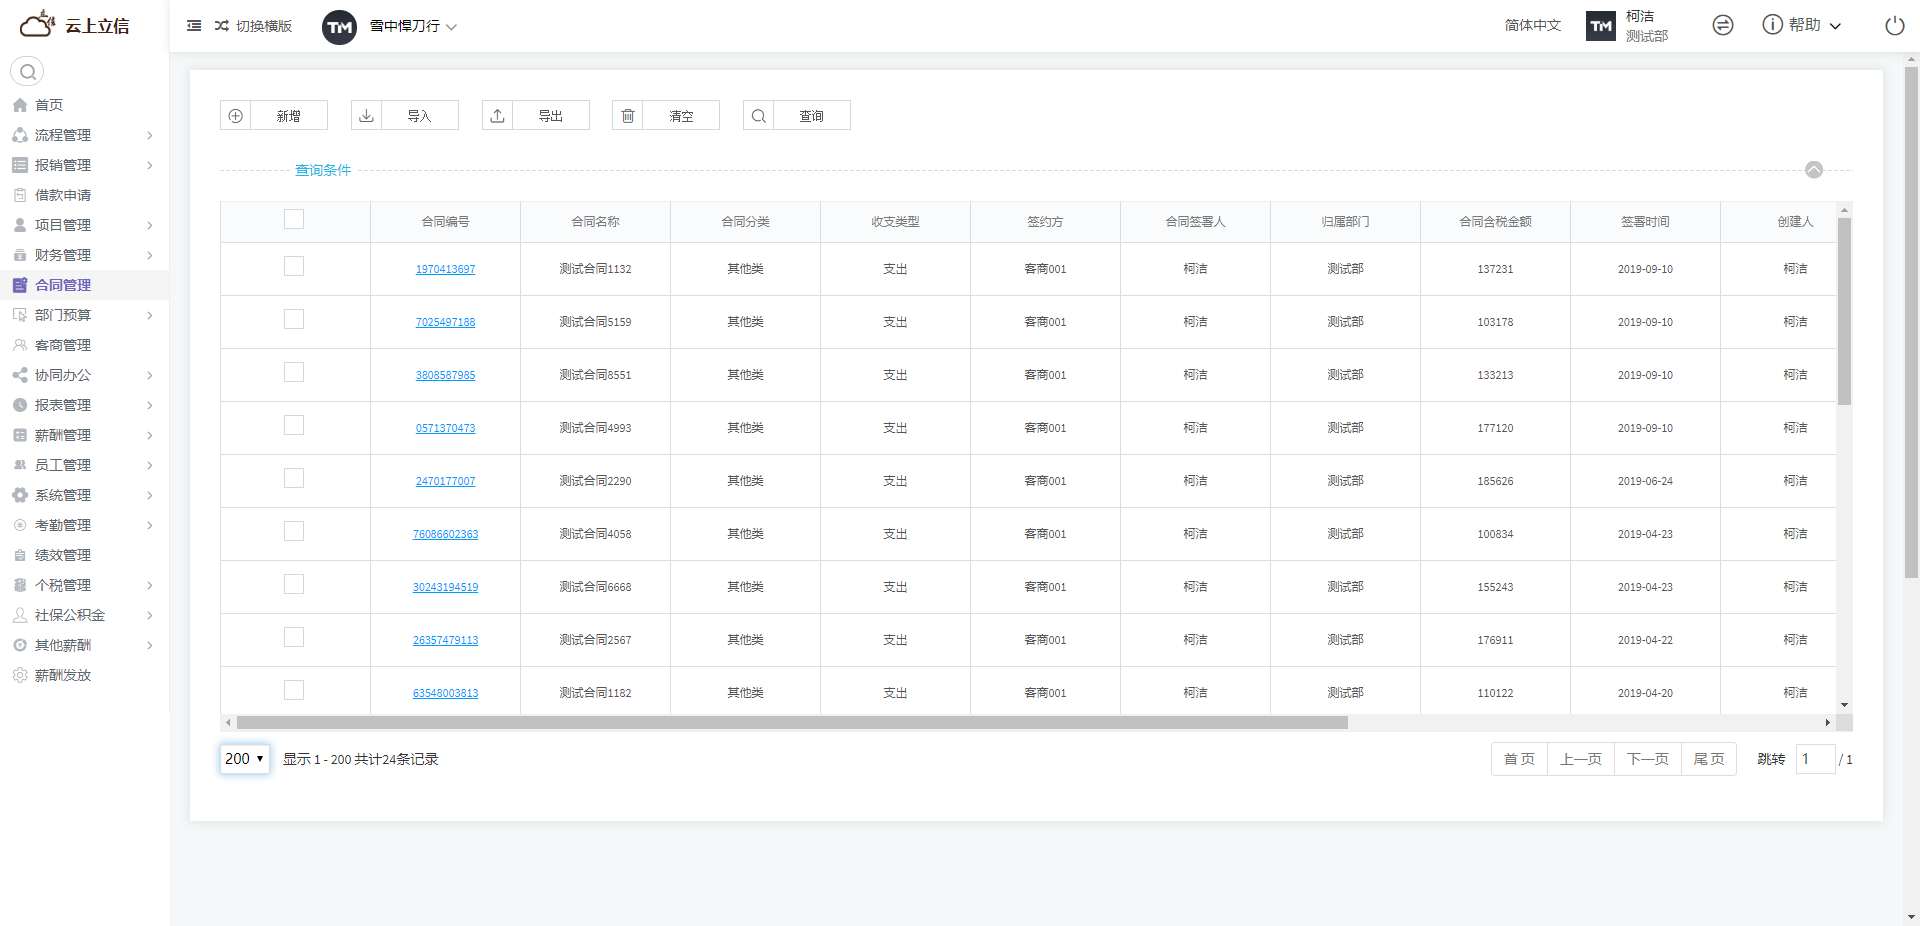 云上立信
切换横版 TM 雪中悍刀行 简体中文 TM 柯洁 测试部 帮助
首页
流程管理
报销管理
借款申请
项目管理
财务管理
合同管理
部门预算
客商管理
协同办公
报表管理
薪酬管理
员工管理
系统管理
考勤管理
绩效管理
个税管理
社保公积金
其他薪酬
薪酬发放
新增 导入 导出 清空 查询
查询条件
合同编号 合同名称 合同分类 收支类型 签约方 合同签署人 归属部门 合同含税金额 签署时间 创建人
1970413697 测试合同1132 其他类 支出 客商001 柯洁 测试部 137231 2019-09-10 柯洁
7025497188 测试合同5159 其他类 支出 客商001 柯洁 测试部 103178 2019-09-10 柯洁
3808587985 测试合同8551 其他类 支出 客商001 柯洁 测试部 133213 2019-09-10 柯洁
0571370473 测试合同4993 其他类 支出 客商001 柯洁 测试部 177120 2019-09-10 柯洁
2470177007 测试合同2290 其他类 支出 客商001 柯洁 测试部 185626 2019-06-24 柯洁
76086602363 测试合同4058 其他类 支出 客商001 柯洁 测试部 100834 2019-04-23 柯洁
30243194519 测试合同6668 其他类 支出 客商001 柯洁 测试部 155243 2019-04-23 柯洁
26357479113 测试合同2567 其他类 支出 客商001 柯洁 测试部 176911 2019-04-22 柯洁
63548003813 测试合同1182 其他类 支出 客商001 柯洁 测试部 110122 2019-04-20 柯洁
200 显示 1 - 200 共计24条记录 首页 上一页 下一页 尾页 跳转 1 / 1